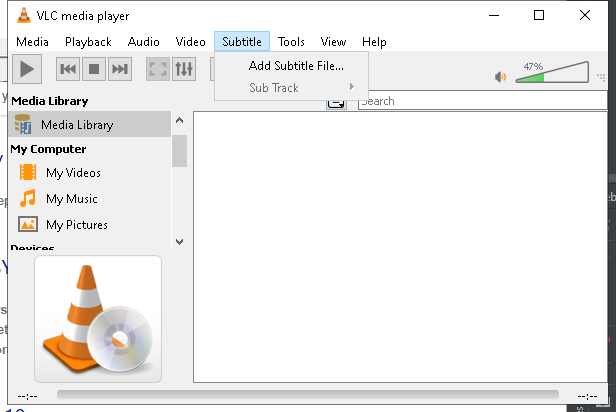 VLC media player
Media Playback Audio Video Subtitle Tools View Help
Add Subtitle File...
47%
Sub Track
Media Library
Search
Media Library
My Computer
My Videos
My Music
My Pictures
Devices
--:-- --:--